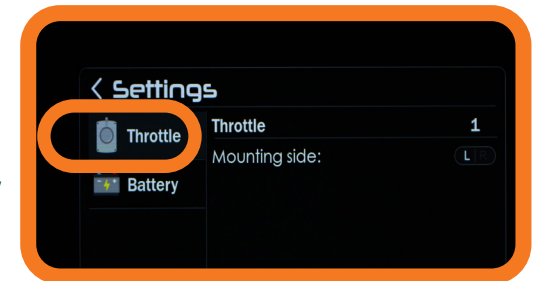 < Settings
Throttle
Throttle 1
Mounting side: L R
Battery